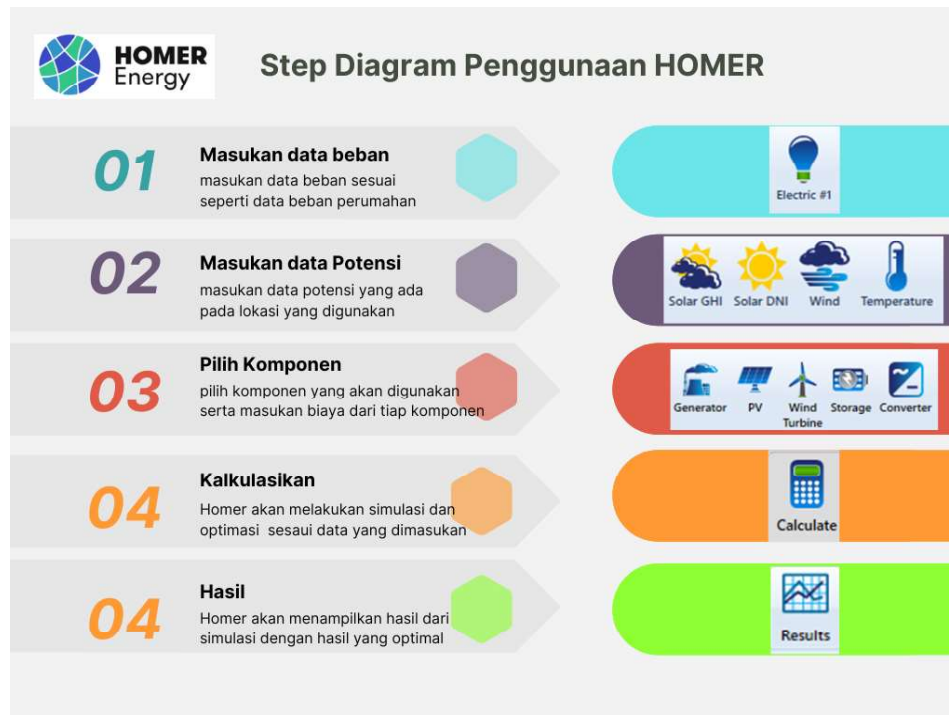 HOMER
Energy
Step Diagram Penggunaan HOMER
01
Masukan data beban
masukan data beban sesuai
seperti data beban perumahan
Electric #1
02
Masukan data Potensi
masukan data potensi yang ada
pada lokasi yang digunakan
Solar GHI Solar DNI Wind Temperature
03
Pilih Komponen
pilih komponen yang akan digunakan
serta masukan biaya dari tiap komponen
Generator PV Wind Storage Converter
Turbine
04
Kalkulasikan
Homer akan melakukan simulasi dan
optimasi sesaui data yang dimasukan
Calculate
04
Hasil
Homer akan menampilkan hasil dari
simulasi dengan hasil yang optimal
Results